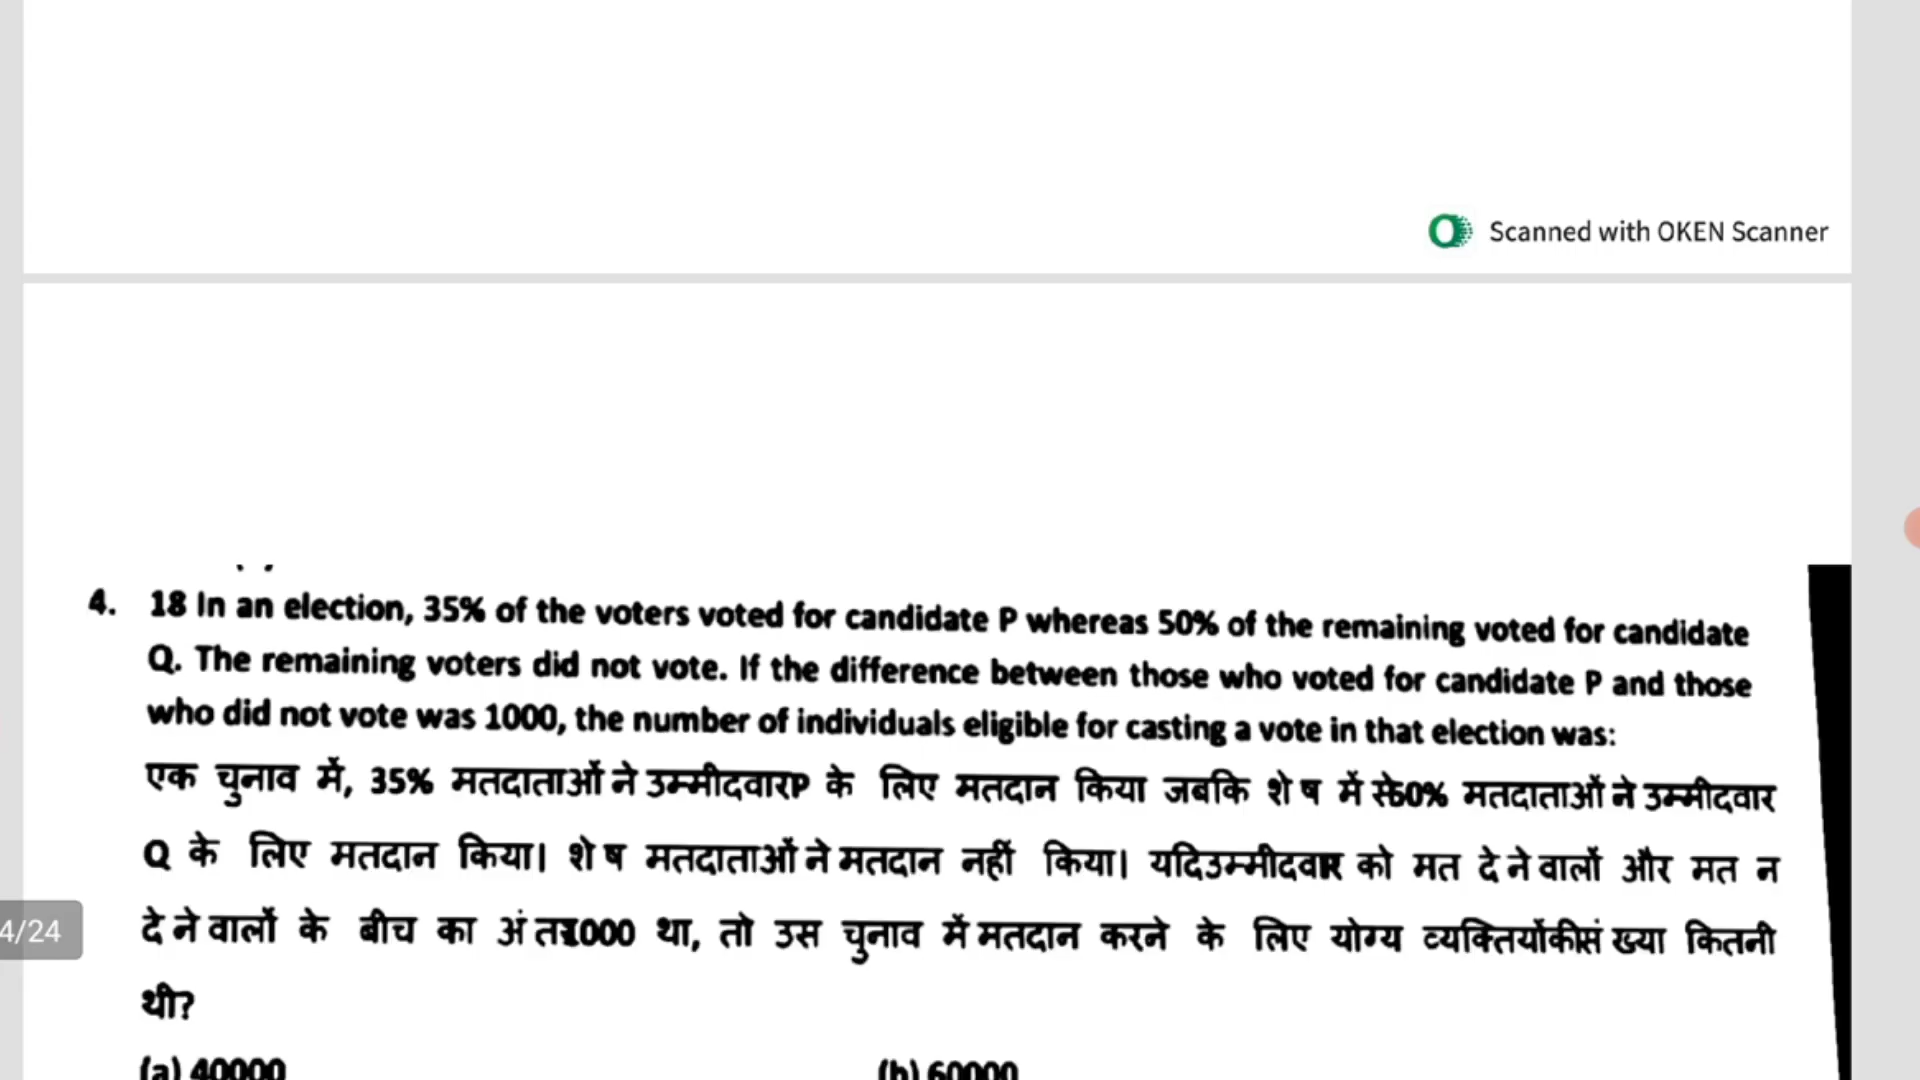 Scanned with OKEN Scanner
4. 18 In an election, 35% of the voters voted for candidate P whereas 50% of the remaining voted for candidate
Q. The remaining voters did not vote. If the difference between those who voted for candidate P and those
who did not vote was 1000, the number of individuals eligible for casting a vote in that election was:
एक चुनाव में, 35% मतदाताओं ने उम्मीदवारP के लिए मतदान किया जबकि शेष में से50% मतदाताओं ने उम्मीदवार
Q के लिए मतदान किया। शेष मतदाताओं ने मतदान नहीं किया। यदिउम्मीदवार को मत देने वालों और मत न
4/24
देने वालों के बीच का अंतर1000 था, तो उस चुनाव में मतदान करने के लिए योग्य व्यक्तियोंकीसंख्या कितनी
थी?
(a) 40000 (b) 60000